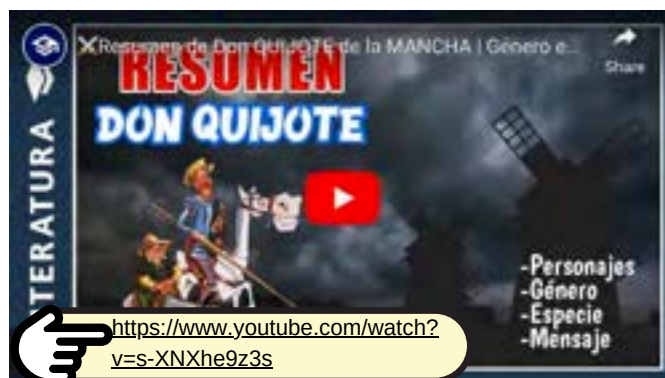 Resumen de Don QUIJOTE de la MANCHA | Género e...
Share
RESUMEN
DON QUIJOTE
TERATURA
-Personajes
-Género
-Especie
-Mensaje
https://www.youtube.com/watch?
v=s-XNXhe9z3s